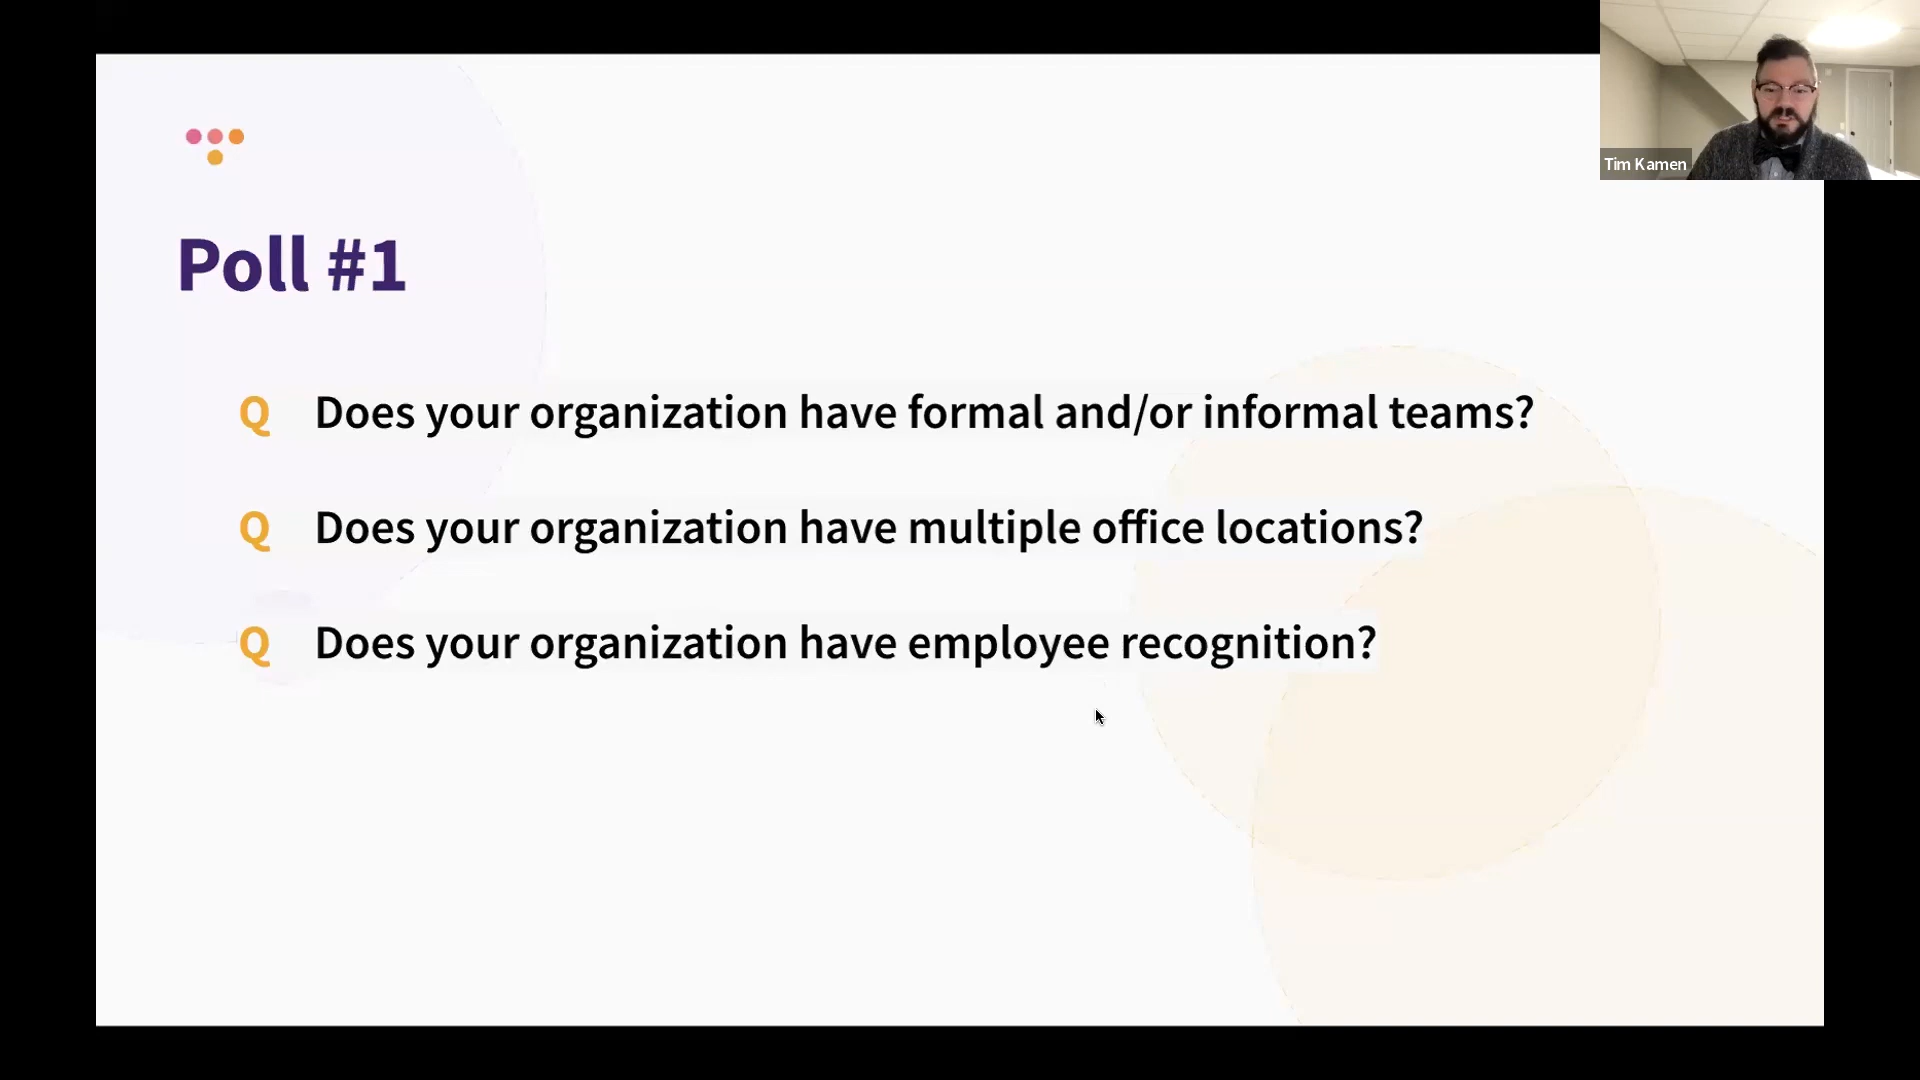 Tim Kamen
Poll #1
Q Does your organization have formal and/or informal teams?
Q Does your organization have multiple office locations?
Q Does your organization have employee recognition?